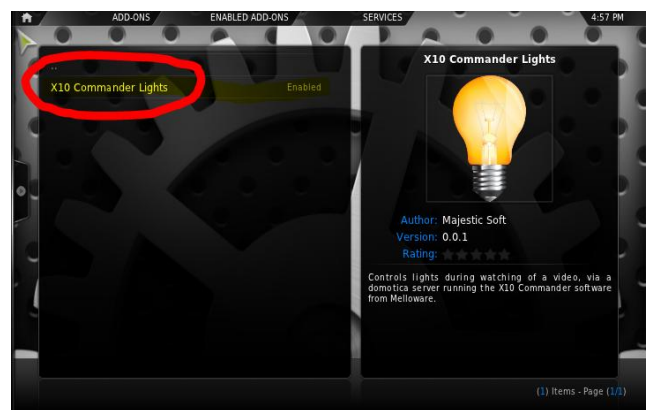 ADD-ONS ENABLED ADD-ONS SERVICES 4:57 PM
..
X10 Commander Lights Enabled
X10 Commander Lights
Author: Majestic Soft
Version: 0.0.1
Rating:
Controls lights during watching of a video, via a
domotica server running the X10 Commander software
from Melloware.
(1) Items - Page (1/1)